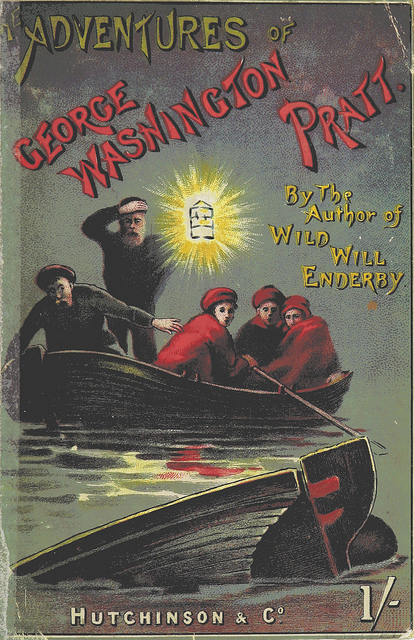 ADVENTURES OF
GEORGE
WASHINGTON
PRATT.
By The
Author of
WILD
WILL
ENDERBY
HUTCHINSON & Cº
1/-